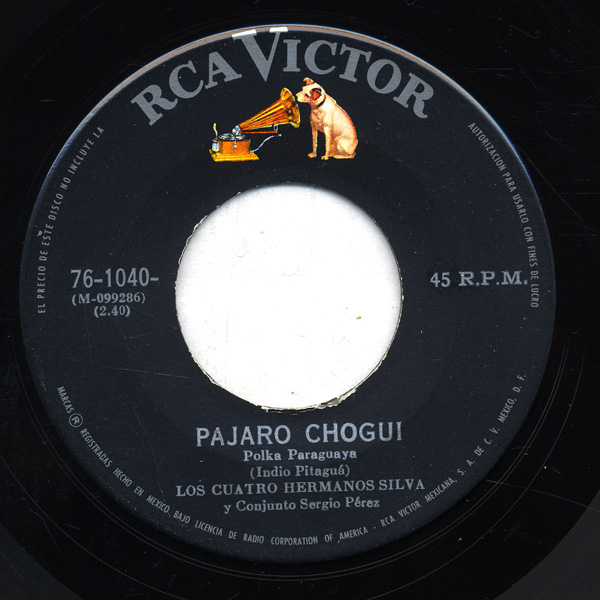 RCA VICTOR
EL PRECIO DE ESTE DISCO NO INCLUYE LA
AUTORIZACION PARA USARLO CON FINES DE LUCRO
76-1040-
(M-099286)
(2.40)
45 R.P.M.
PAJARO CHOGUI
Polka Paraguaya
(Indio Pitaguá)
LOS CUATRO HERMANOS SILVA
y Conjunto Sergio Pérez
MARCAS ® REGISTRADAS HECHO EN MEXICO, BAJO LICENCIA DE RADIO CORPORATION OF AMERICA - RCA VICTOR MEXICANA, S. A. DE C. V. MEXICO, D. F.